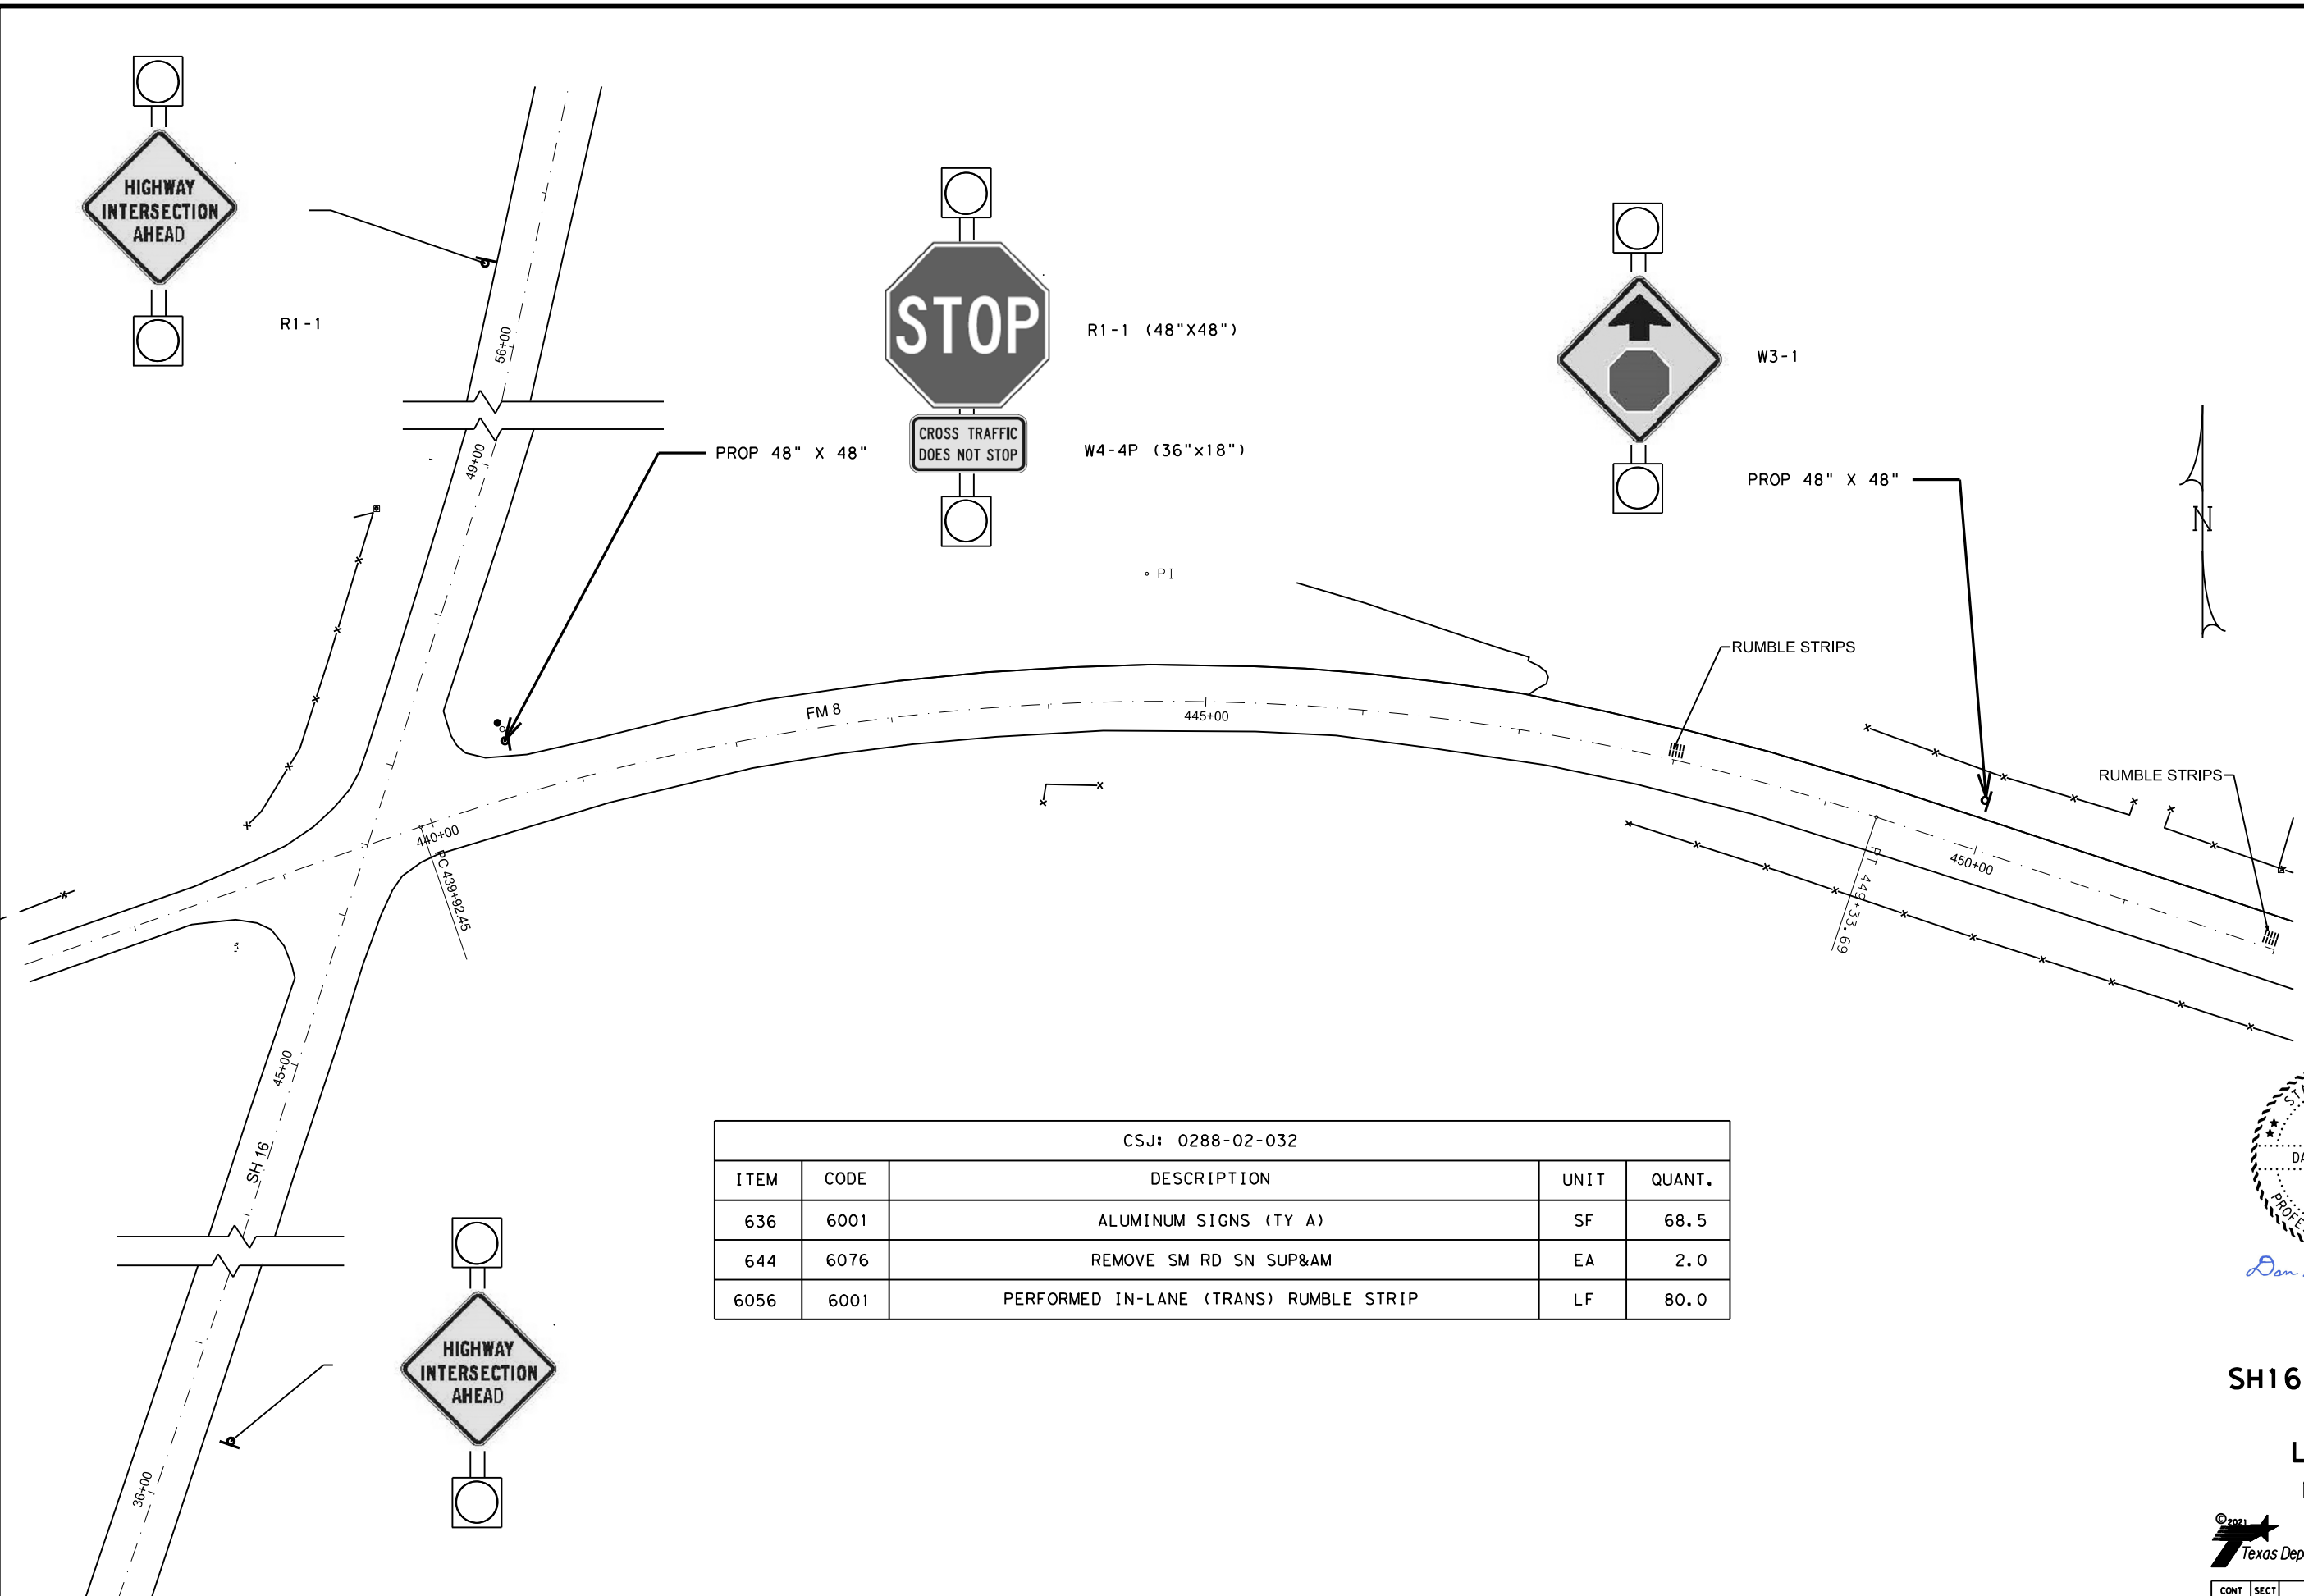 HIGHWAY
INTERSECTION
AHEAD
R1-1
STOP
R1-1 (48"X48")
CROSS TRAFFIC
DOES NOT STOP
W4-4P (36"x18")
W3-1
PROP 48" X 48"
PROP 48" X 48"
N
56+00
49+00
PI
RUMBLE STRIPS
RUMBLE STRIPS
FM 8
445+00
440+00
PC 439+92.45
450+00
PT 449+33.69
45+00
SH 16
36+00
HIGHWAY
INTERSECTION
AHEAD
CSJ: 0288-02-032
ITEM CODE DESCRIPTION UNIT QUANT.
636 6001 ALUMINUM SIGNS (TY A) SF 68.5
644 6076 REMOVE SM RD SN SUP&AM EA 2.0
6056 6001 PERFORMED IN-LANE (TRANS) RUMBLE STRIP LF 80.0
Dan
SH16
© 2021
Texas Dep
CONT SECT